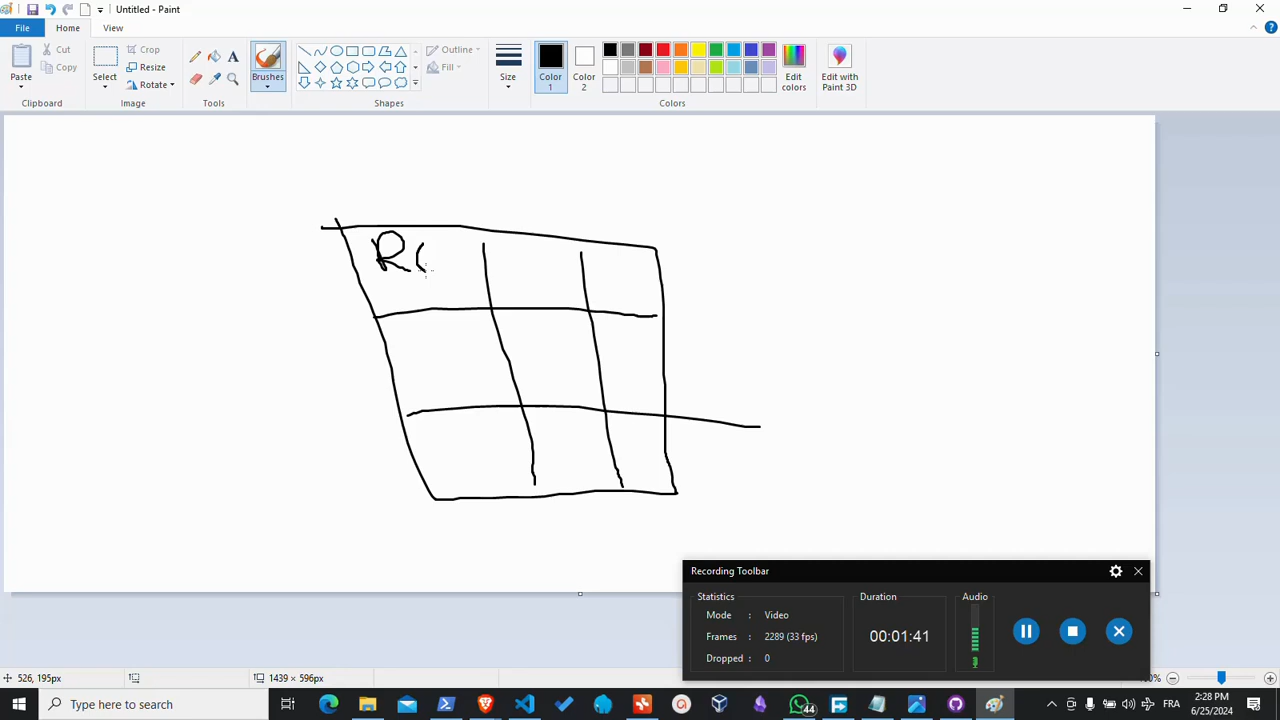 Untitled - Paint
File Home View
Paste Cut Copy
Clipboard
Select Crop Resize Rotate
Image
Tools
Brushes
Shapes
Outline Fill
Size
Color 1
Color 2
Colors
Edit colors
Edit with Paint 3D
R(
Recording Toolbar
Statistics
Mode : Video
Frames : 2289 (33 fps)
Dropped : 0
Duration
00:01:41
Audio
526, 195px
1439 × 596px
Type here to search
44
FRA
2:28 PM
6/25/2024